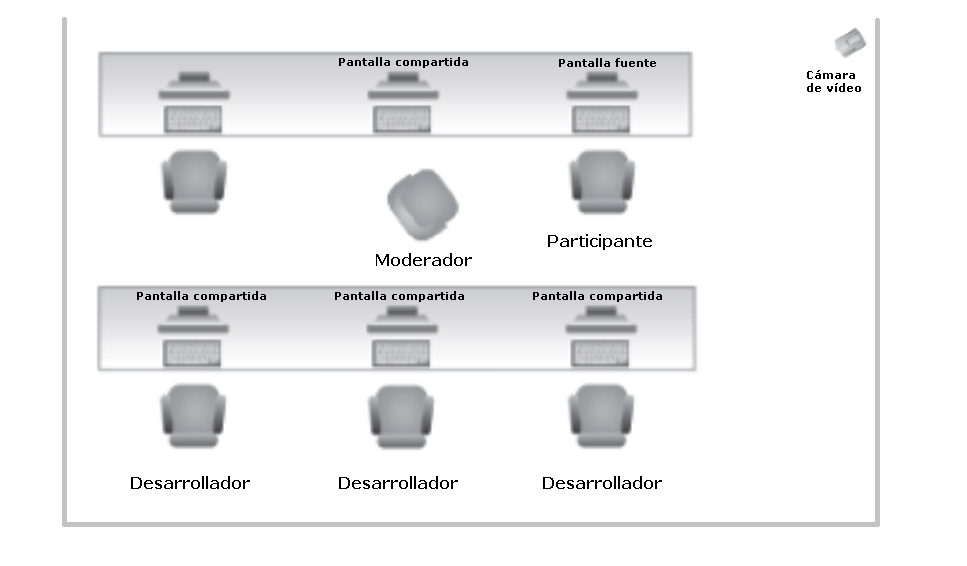 Pantalla compartida
Pantalla fuente
Cámara
de vídeo
Moderador
Participante
Pantalla compartida
Pantalla compartida
Pantalla compartida
Desarrollador
Desarrollador
Desarrollador